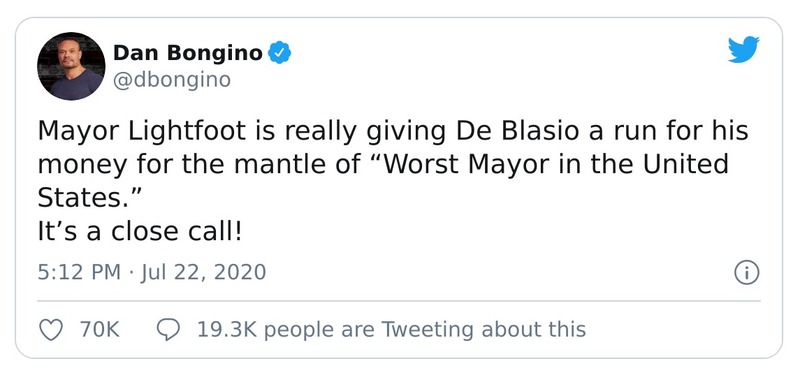 Dan Bongino
@dbongino
Mayor Lightfoot is really giving De Blasio a run for his
money for the mantle of “Worst Mayor in the United
States.”
It’s a close call!
5:12 PM · Jul 22, 2020
70K
19.3K people are Tweeting about this